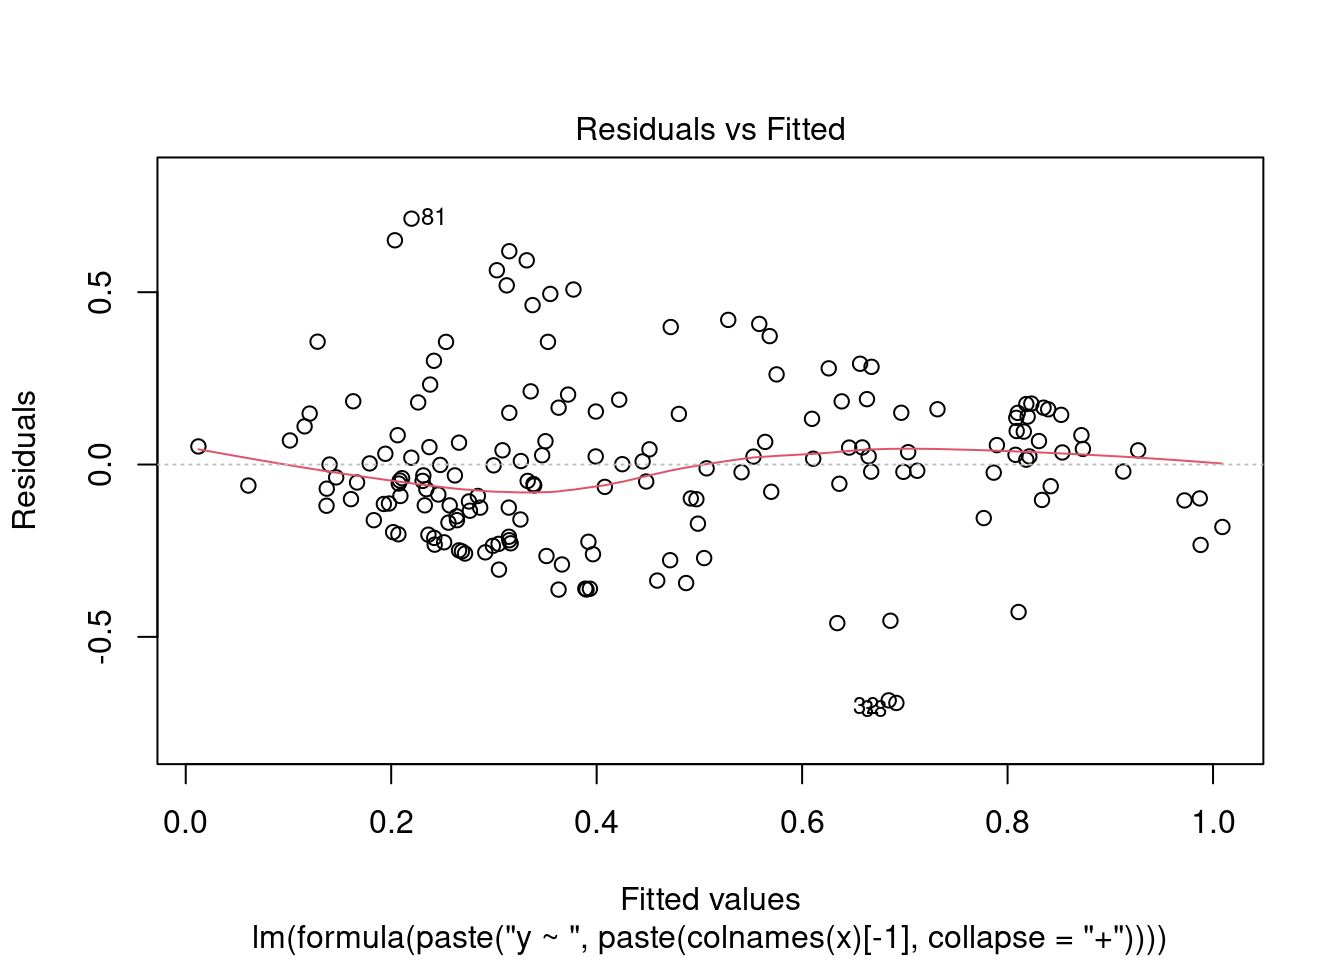 Residuals vs Fitted
81
Residuals
0.5
0.0
-0.5
0.0 0.2 0.4 0.6 0.8 1.0
Fitted values
lm(formula(paste("y ~ ", paste(colnames(x)[-1], collapse = "+"))))